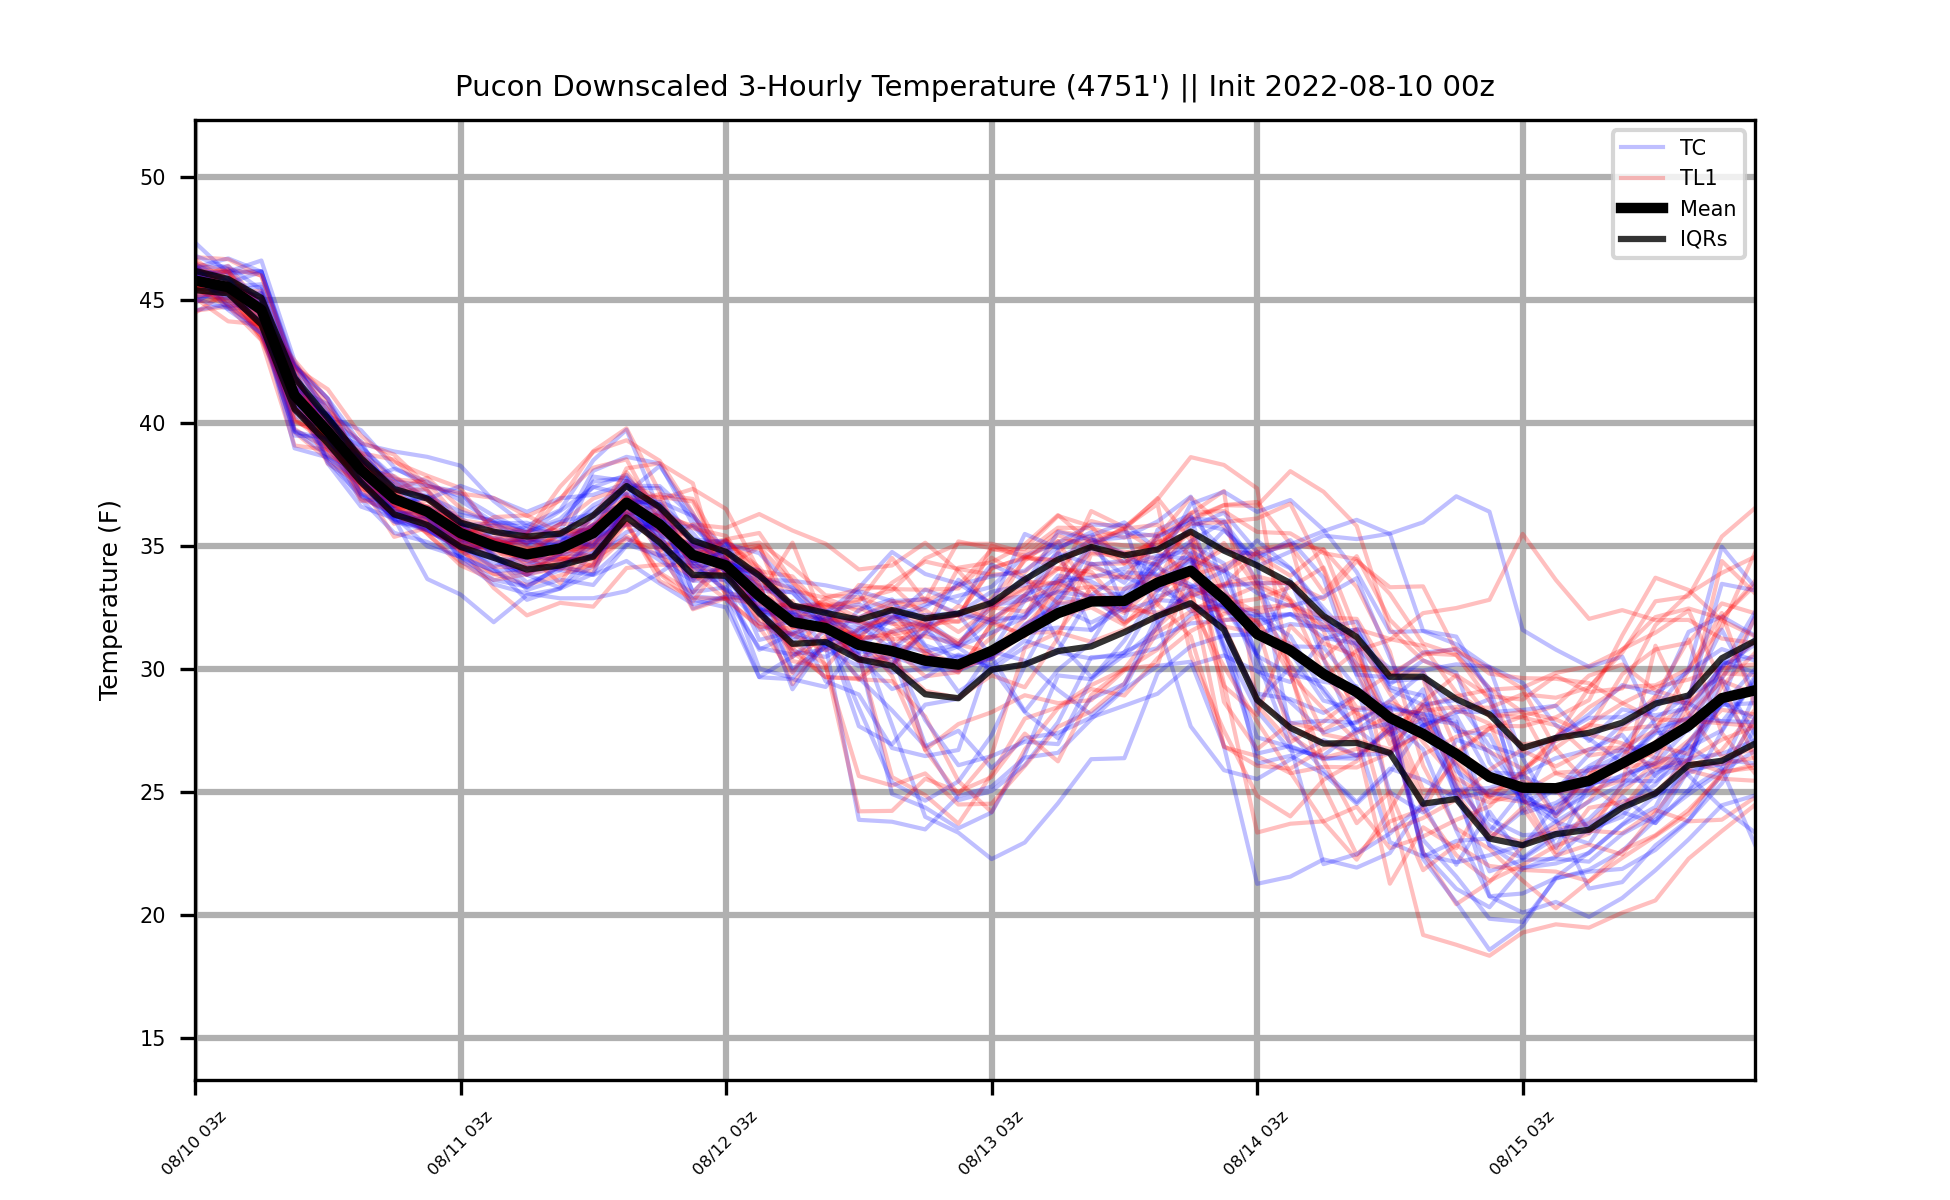 Pucon Downscaled 3-Hourly Temperature (4751') || Init 2022-08-10 00z
TC
TL1
Mean
IQRs
Temperature (F)
50
45
40
35
30
25
20
15
08/10 03z
08/11 03z
08/12 03z
08/13 03z
08/14 03z
08/15 03z